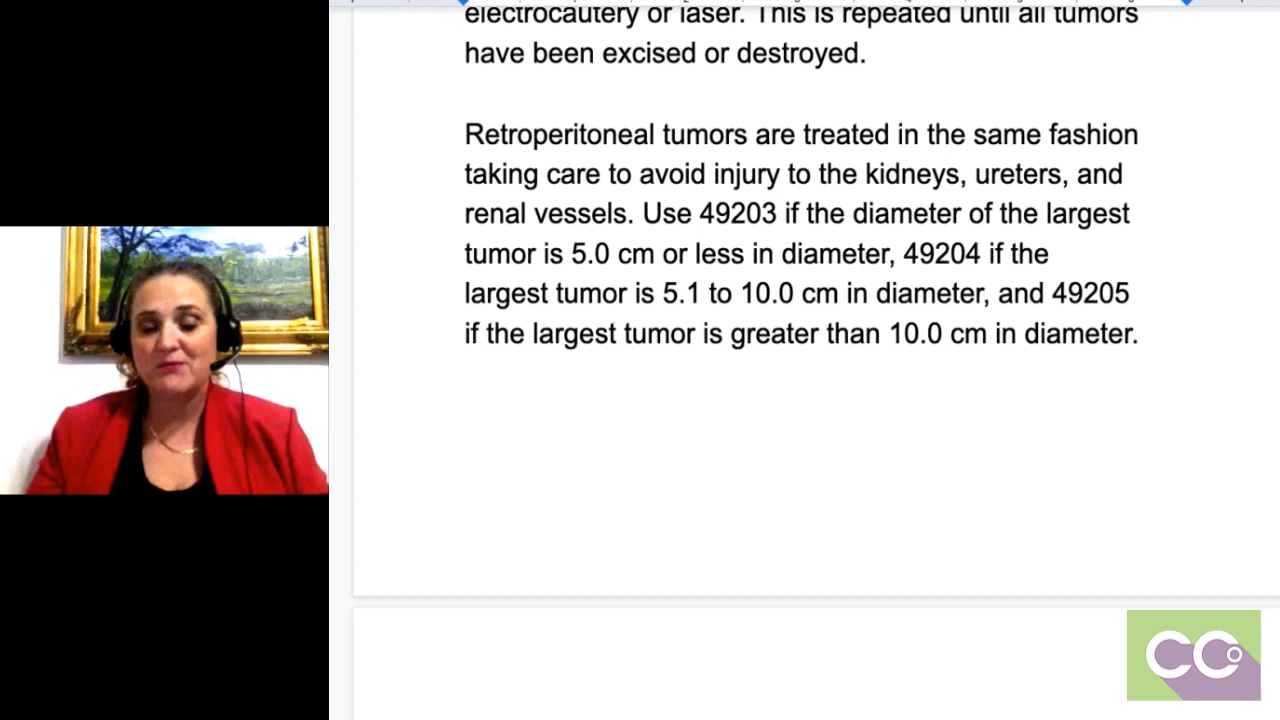 electrocautery or laser. This is repeated until all tumors
have been excised or destroyed.
Retroperitoneal tumors are treated in the same fashion
taking care to avoid injury to the kidneys, ureters, and
renal vessels. Use 49203 if the diameter of the largest
tumor is 5.0 cm or less in diameter, 49204 if the
largest tumor is 5.1 to 10.0 cm in diameter, and 49205
if the largest tumor is greater than 10.0 cm in diameter.
CCO